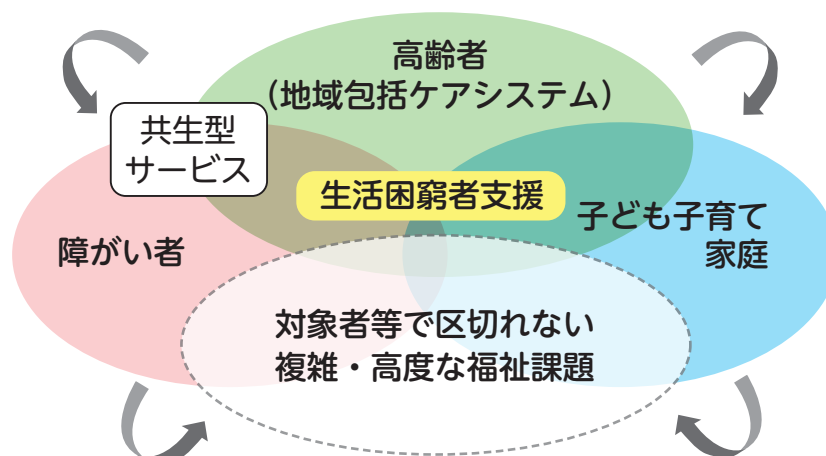 高齢者
（地域包括ケアシステム）
共生型
サービス
生活困窮者支援
子ども子育て
家庭
障がい者
対象者等で区切れない
複雑・高度な福祉課題